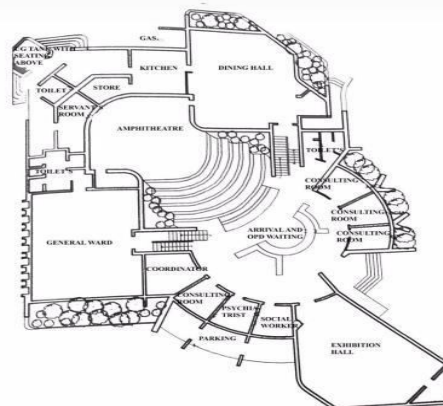 GAS.
U G TANK WITH
SEATING
ABOVE
KITCHEN
DINING HALL
TOILET
STORE
SERVANT
ROOM
AMPHITHEATRE
TOILET'S
TOILET'S
CONSULTING
ROOM
CONSULTING
ROOM
CONSULTING
ROOM
ARRIVAL AND
OPD WAITING
GENERAL WARD
COORDINATOR
CONSULTING
ROOM
PSYCHIA
TRIST
SOCIAL
WORKER
PARKING
EXHIBITION
HALL